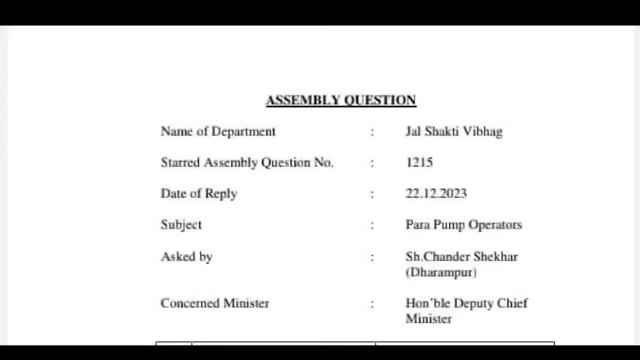 ASSEMBLY QUESTION
Name of Department : Jal Shakti Vibhag
Starred Assembly Question No. : 1215
Date of Reply : 22.12.2023
Subject : Para Pump Operators
Asked by : Sh.Chander Shekhar
(Dharampur)
Concerned Minister : Hon'ble Deputy Chief
Minister